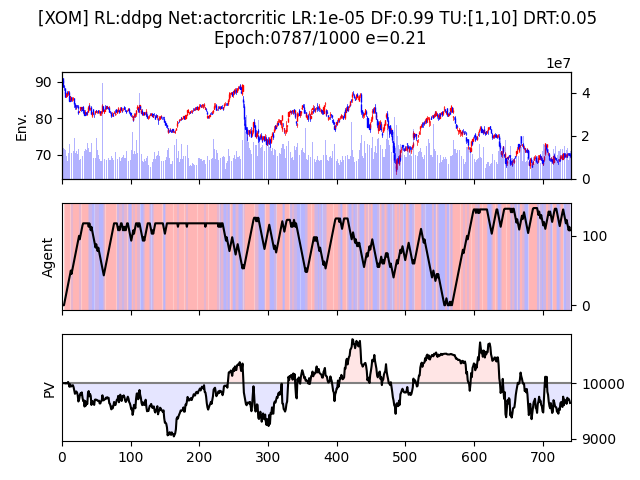 [XOM] RL:ddpg Net:actorcritic LR:1e-05 DF:0.99 TU:[1,10] DRT:0.05
Epoch:0787/1000 e=0.21
1e7
90
80
70
Env.
4
2
0
Agent
100
0
PV
10000
9000
0 100 200 300 400 500 600 700